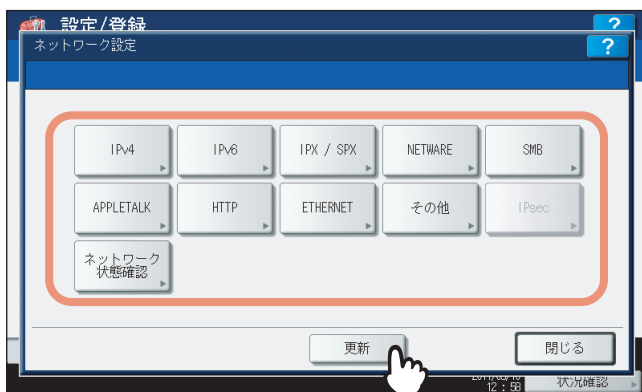 設定/登録
?
ネットワーク設定
?
IPv4
IPv6
IPX / SPX
NETWARE
SMB
APPLETALK
HTTP
ETHERNET
その他
IPsec
ネットワーク
状態確認
更新
閉じる
12:58
状況確認